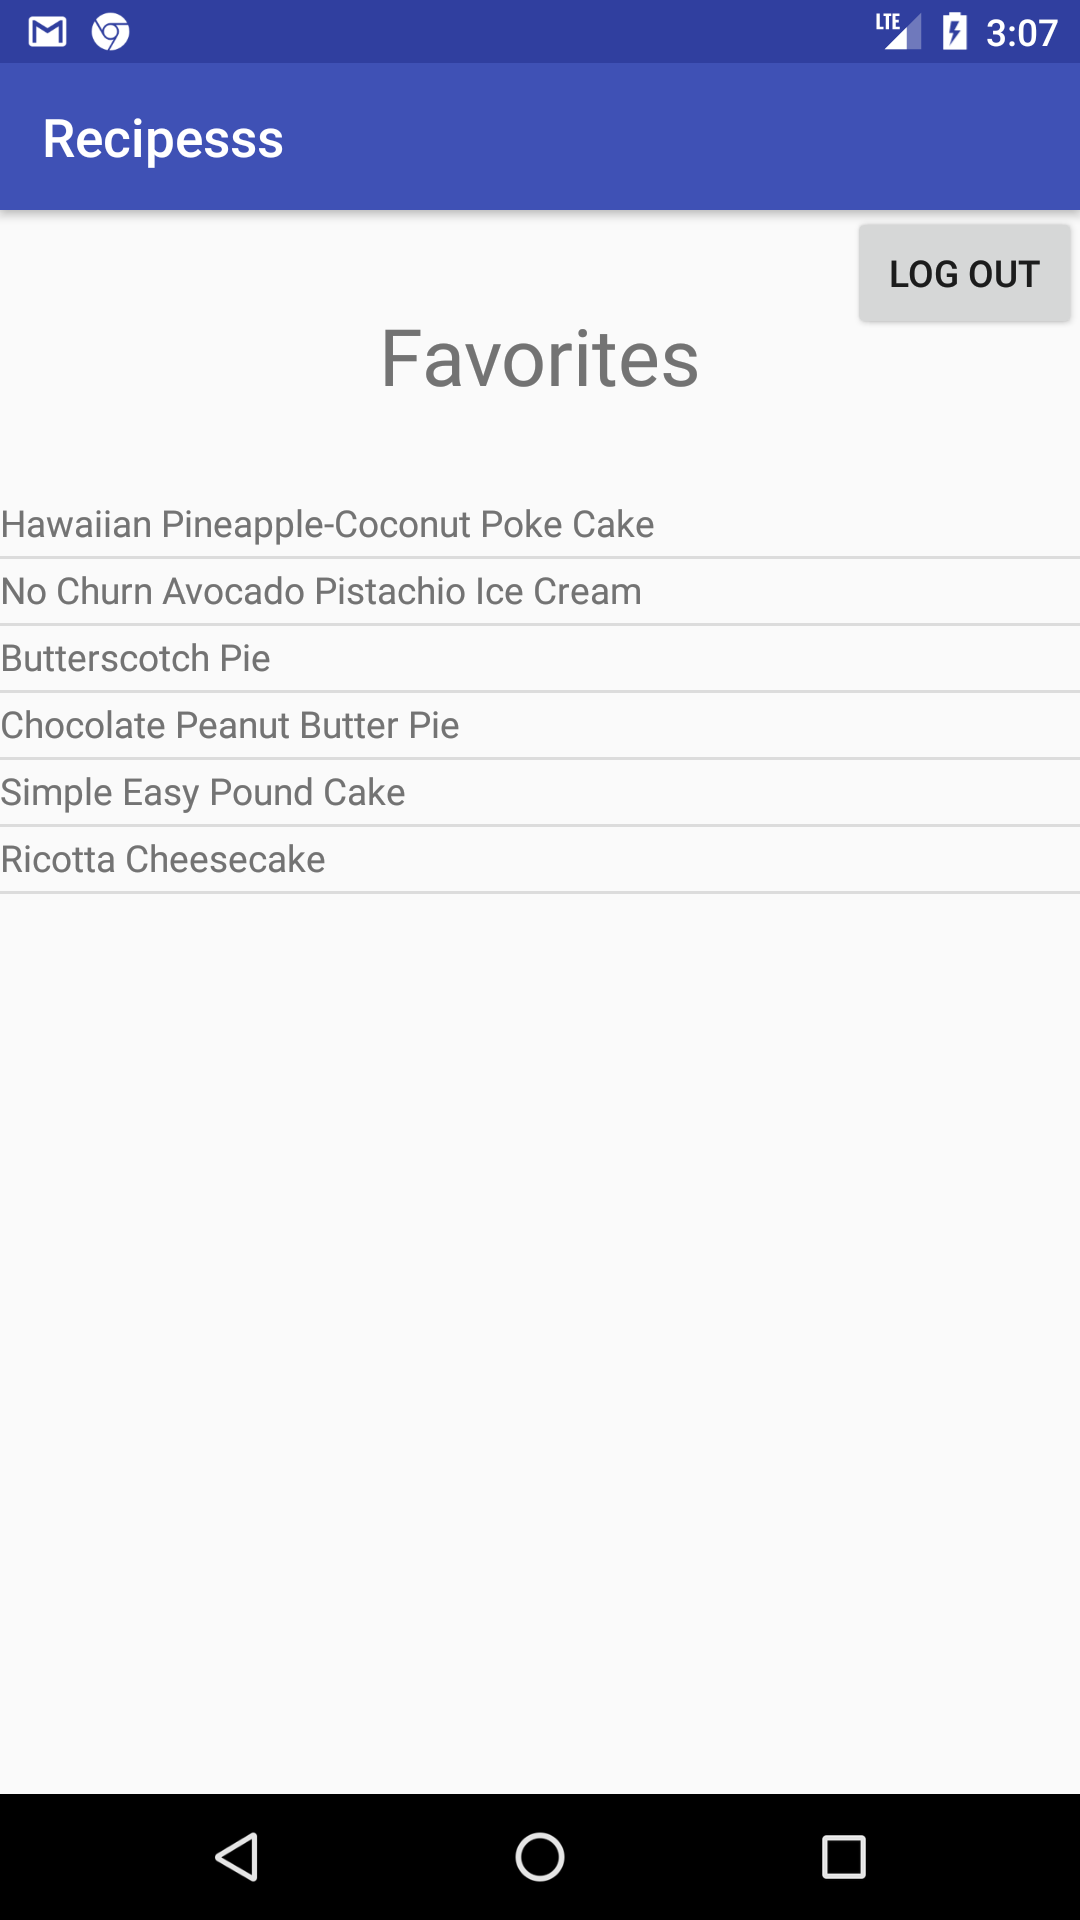 LTE 3:07
Recipesss
LOG OUT
Favorites
Hawaiian Pineapple-Coconut Poke Cake
No Churn Avocado Pistachio Ice Cream
Butterscotch Pie
Chocolate Peanut Butter Pie
Simple Easy Pound Cake
Ricotta Cheesecake